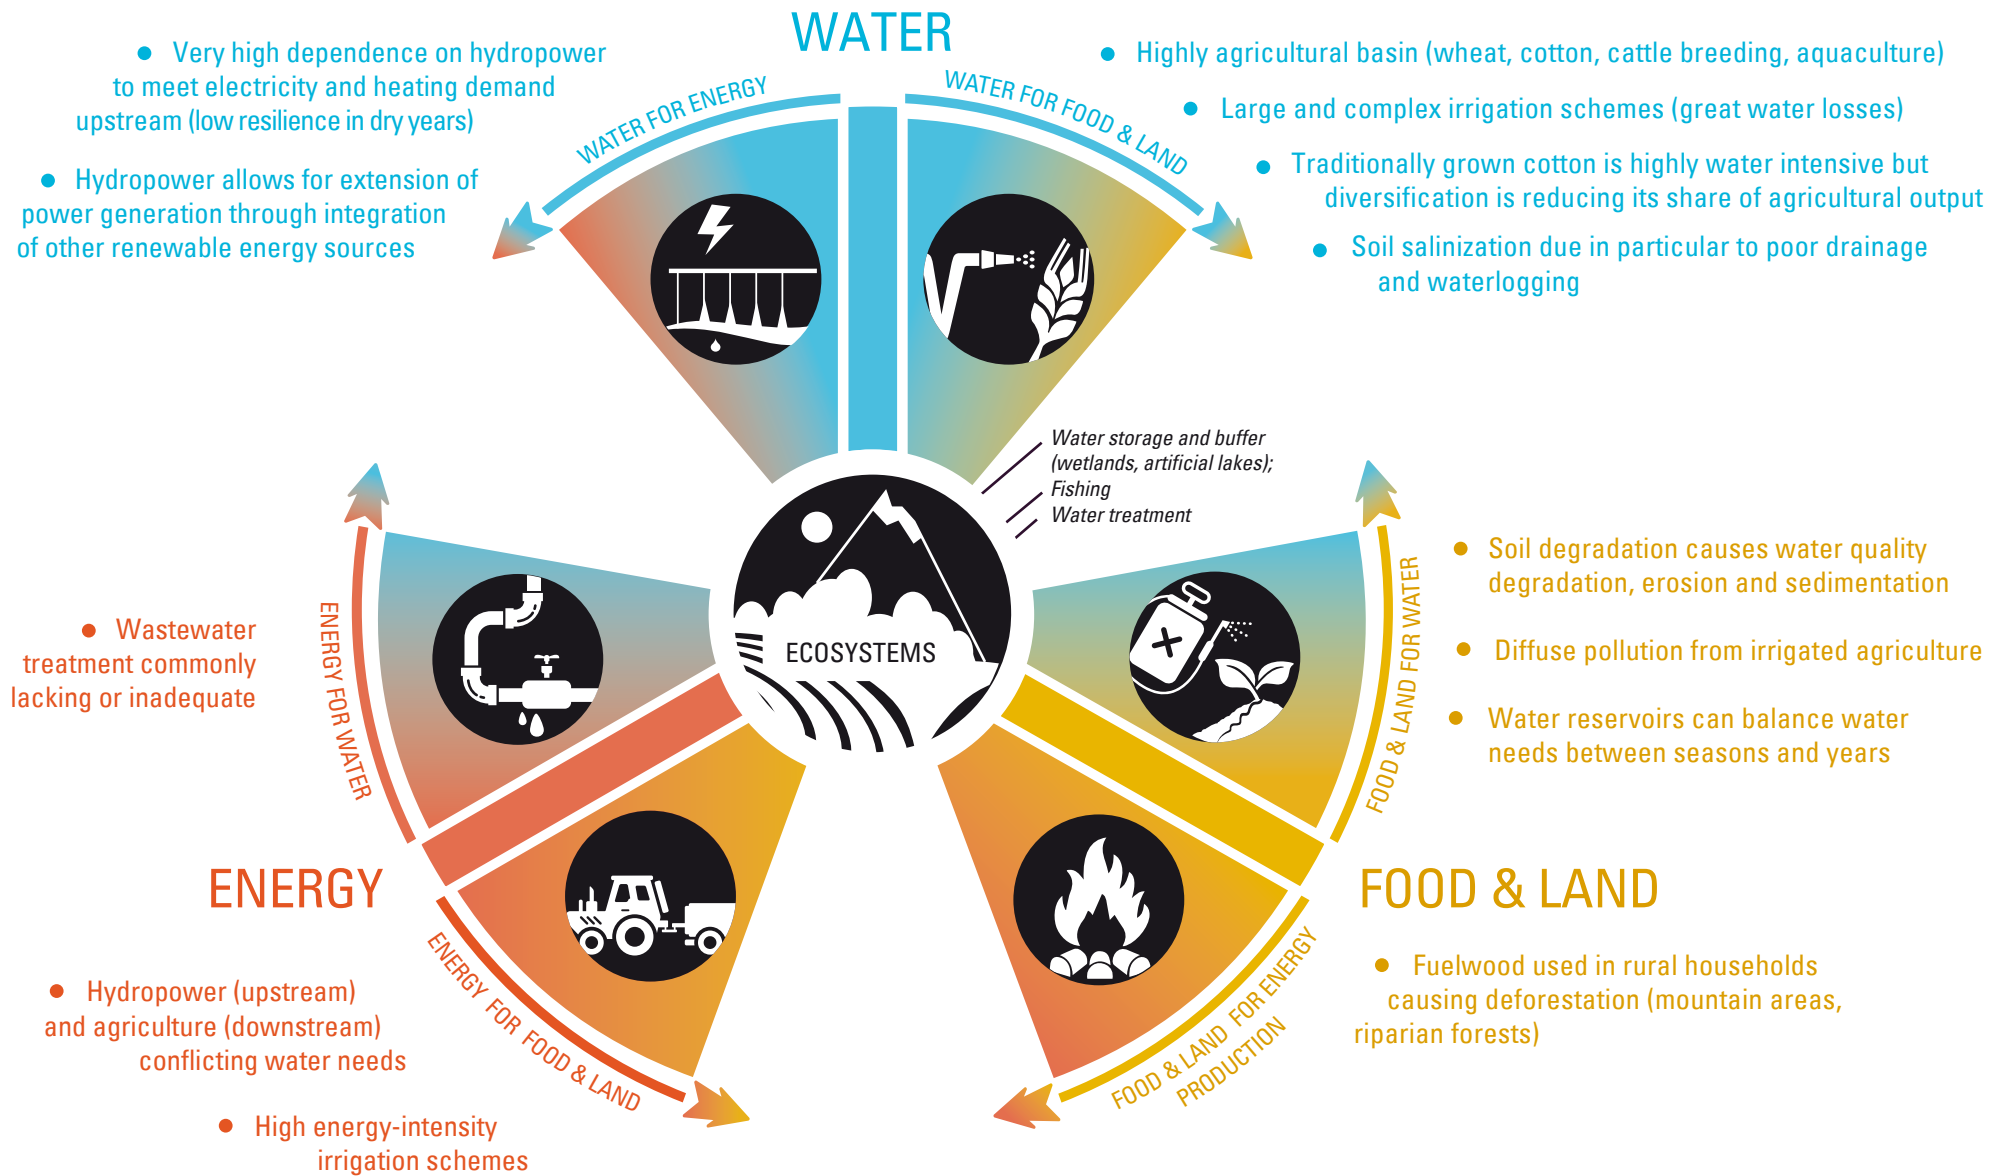 WATER
● Very high dependence on hydropower
to meet electricity and heating demand
upstream (low resilience in dry years)
● Hydropower allows for extension of
power generation through integration
of other renewable energy sources
WATER FOR ENERGY
WATER FOR FOOD & LAND
● Highly agricultural basin (wheat, cotton, cattle breeding, aquaculture)
● Large and complex irrigation schemes (great water losses)
● Traditionally grown cotton is highly water intensive but
diversification is reducing its share of agricultural output
● Soil salinization due in particular to poor drainage
and waterlogging
Water storage and buffer
(wetlands, artificial lakes);
Fishing
Water treatment
ECOSYSTEMS
● Wastewater
treatment commonly
lacking or inadequate
ENERGY FOR WATER
FOOD & LAND FOR WATER
● Soil degradation causes water quality
degradation, erosion and sedimentation
● Diffuse pollution from irrigated agriculture
● Water reservoirs can balance water
needs between seasons and years
ENERGY
● Hydropower (upstream)
and agriculture (downstream)
conflicting water needs
● High energy-intensity
irrigation schemes
ENERGY FOR FOOD & LAND
FOOD & LAND FOR ENERGY
PRODUCTION
FOOD & LAND
● Fuelwood used in rural households
causing deforestation (mountain areas,
riparian forests)